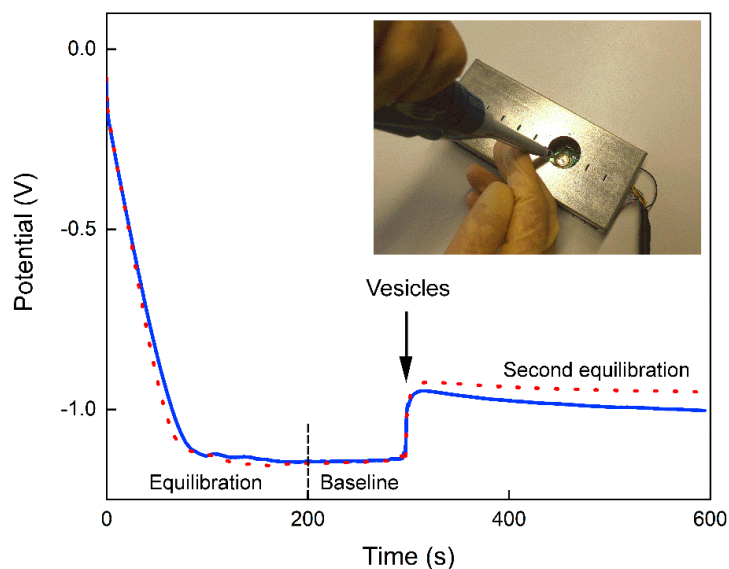 0.0
-0.5
-1.0
Potential (V)
Vesicles
Second equilibration
Equilibration
Baseline
0
200
400
600
Time (s)